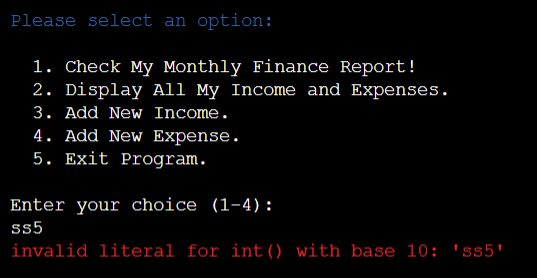 Please select an option:
1. Check My Monthly Finance Report!
2. Display All My Income and Expenses.
3. Add New Income.
4. Add New Expense.
5. Exit Program.
Enter your choice (1-4):
ss5
invalid literal for int() with base 10: 'ss5'